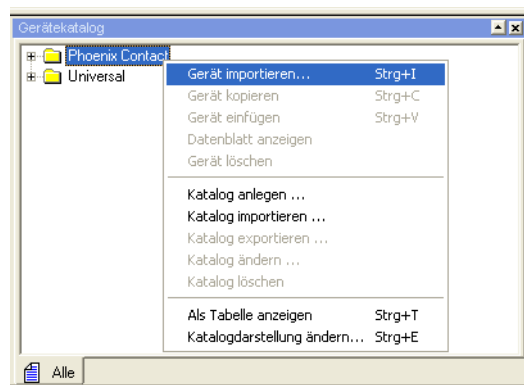 Gerätekatalog
Phoenix Contact
Universal
Gerät importieren... Strg+I
Gerät kopieren Strg+C
Gerät einfügen Strg+V
Datenblatt anzeigen
Gerät löschen
Katalog anlegen ...
Katalog importieren ...
Katalog exportieren ...
Katalog ändern ...
Katalog löschen
Als Tabelle anzeigen Strg+T
Katalogdarstellung ändern... Strg+E
Alle